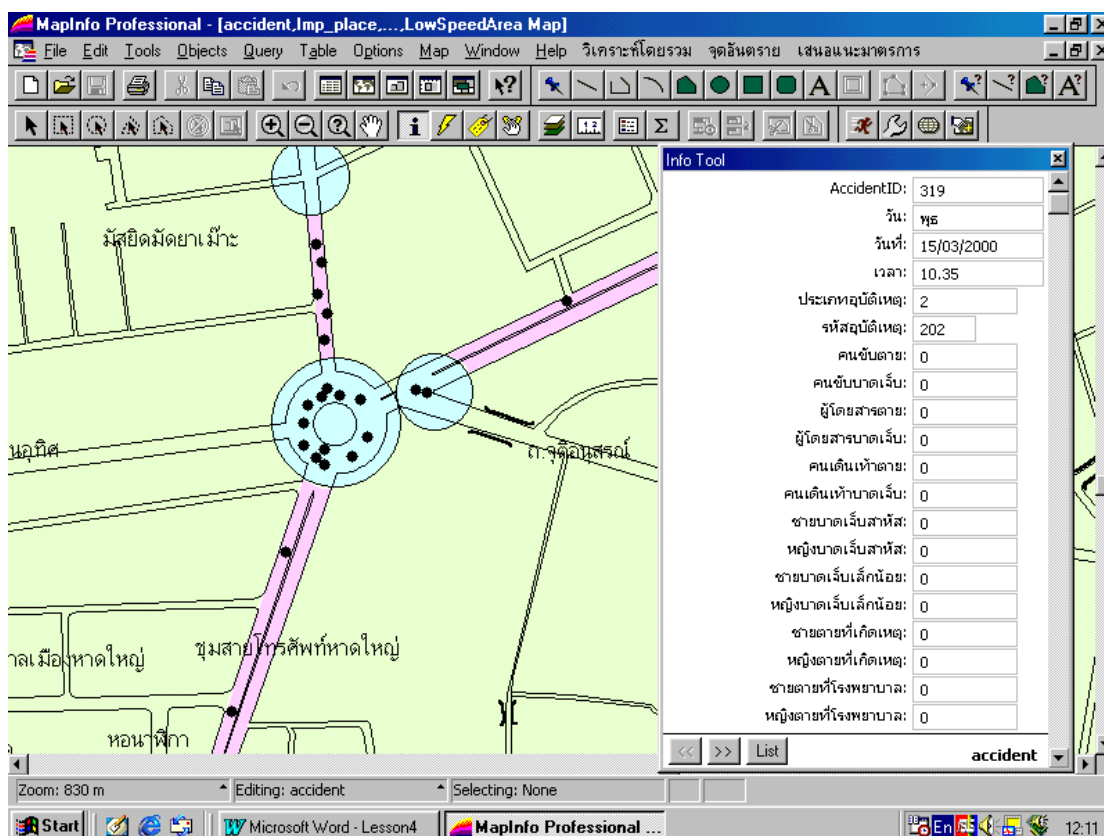 MapInfo Professional - [accident,Imp_place,...,LowSpeedArea Map]
File Edit Tools Objects Query Table Options Map Window Help วิเคราะห์โดยรวม จุดอันตราย เสนอแนะมาตรการ
Info Tool
AccidentID: 319
วัน: พุธ
วันที่: 15/03/2000
เวลา: 10.35
ประเภทอุบัติเหตุ: 2
รหัสอุบัติเหตุ: 202
คนขับตาย: 0
คนขับบาดเจ็บ: 0
ผู้โดยสารตาย: 0
ผู้โดยสารบาดเจ็บ: 0
คนเดินเท้าตาย: 0
คนเดินเท้าบาดเจ็บ: 0
ชายบาดเจ็บสาหัส: 0
หญิงบาดเจ็บสาหัส: 0
ชายบาดเจ็บเล็กน้อย: 0
หญิงบาดเจ็บเล็กน้อย: 0
ชายตายที่เกิดเหตุ: 0
หญิงตายที่เกิดเหตุ: 0
ชายตายที่โรงพยาบาล: 0
หญิงตายที่โรงพยาบาล: 0
<< >> List accident
มัสยิดมัดยาเม๊าะ
นอุทิศ
ถ.จุติอนุสรณ์
ชุมสายโทรศัพท์หาดใหญ่
าลเมืองหาดใหญ่
หอนาฬิกา
Zoom: 830 m Editing: accident Selecting: None
Start Microsoft Word - Lesson4 MapInfo Professional ... En 12:11